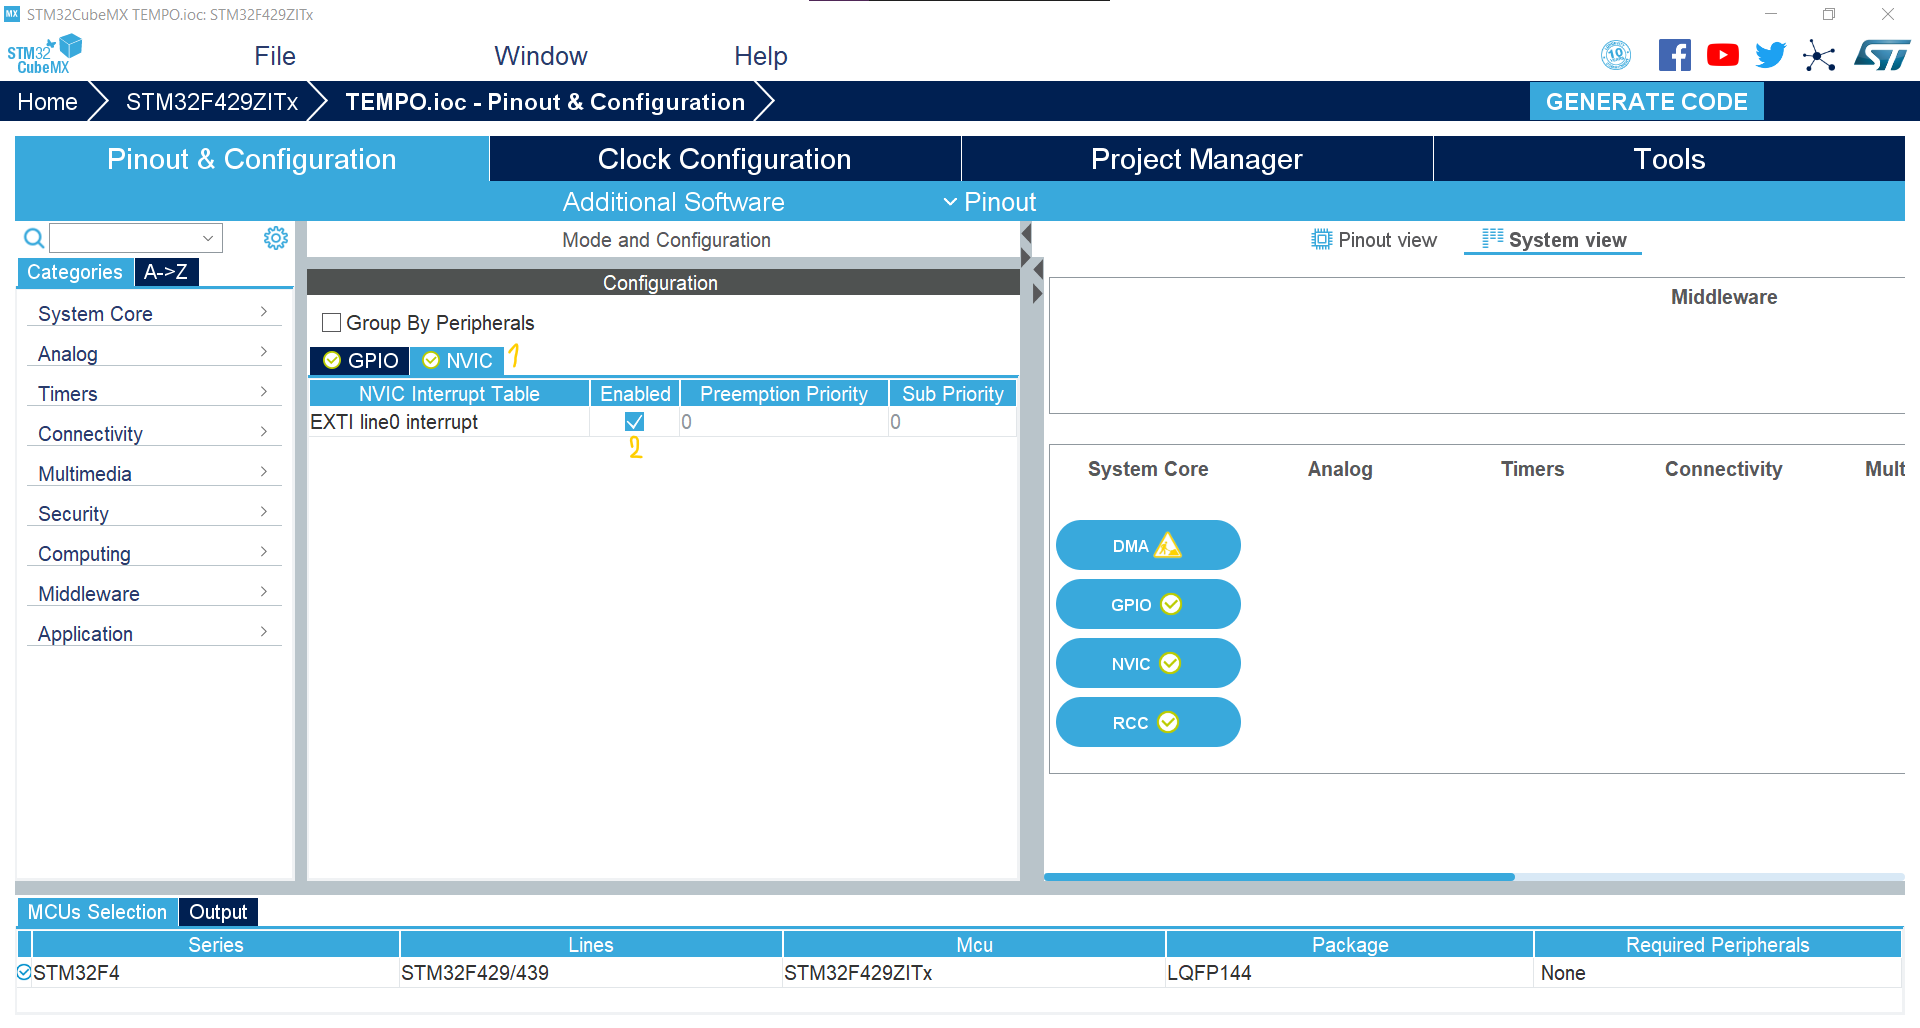 MX STM32CubeMX TEMPO.ioc: STM32F429ZITx
STM32 CubeMX
File Window Help
10
Home STM32F429ZITx TEMPO.ioc - Pinout & Configuration GENERATE CODE
Pinout & Configuration Clock Configuration Project Manager Tools
Additional Software Pinout
Mode and Configuration
Pinout view System view
Categories A->Z
System Core
Analog
Timers
Connectivity
Multimedia
Security
Computing
Middleware
Application
Configuration
Group By Peripherals
GPIO NVIC 1
NVIC Interrupt Table Enabled Preemption Priority Sub Priority
EXTI line0 interrupt 0 0
2
Middleware
System Core Analog Timers Connectivity Mult
DMA
GPIO
NVIC
RCC
MCUs Selection Output
Series Lines Mcu Package Required Peripherals
STM32F4 STM32F429/439 STM32F429ZITx LQFP144 None